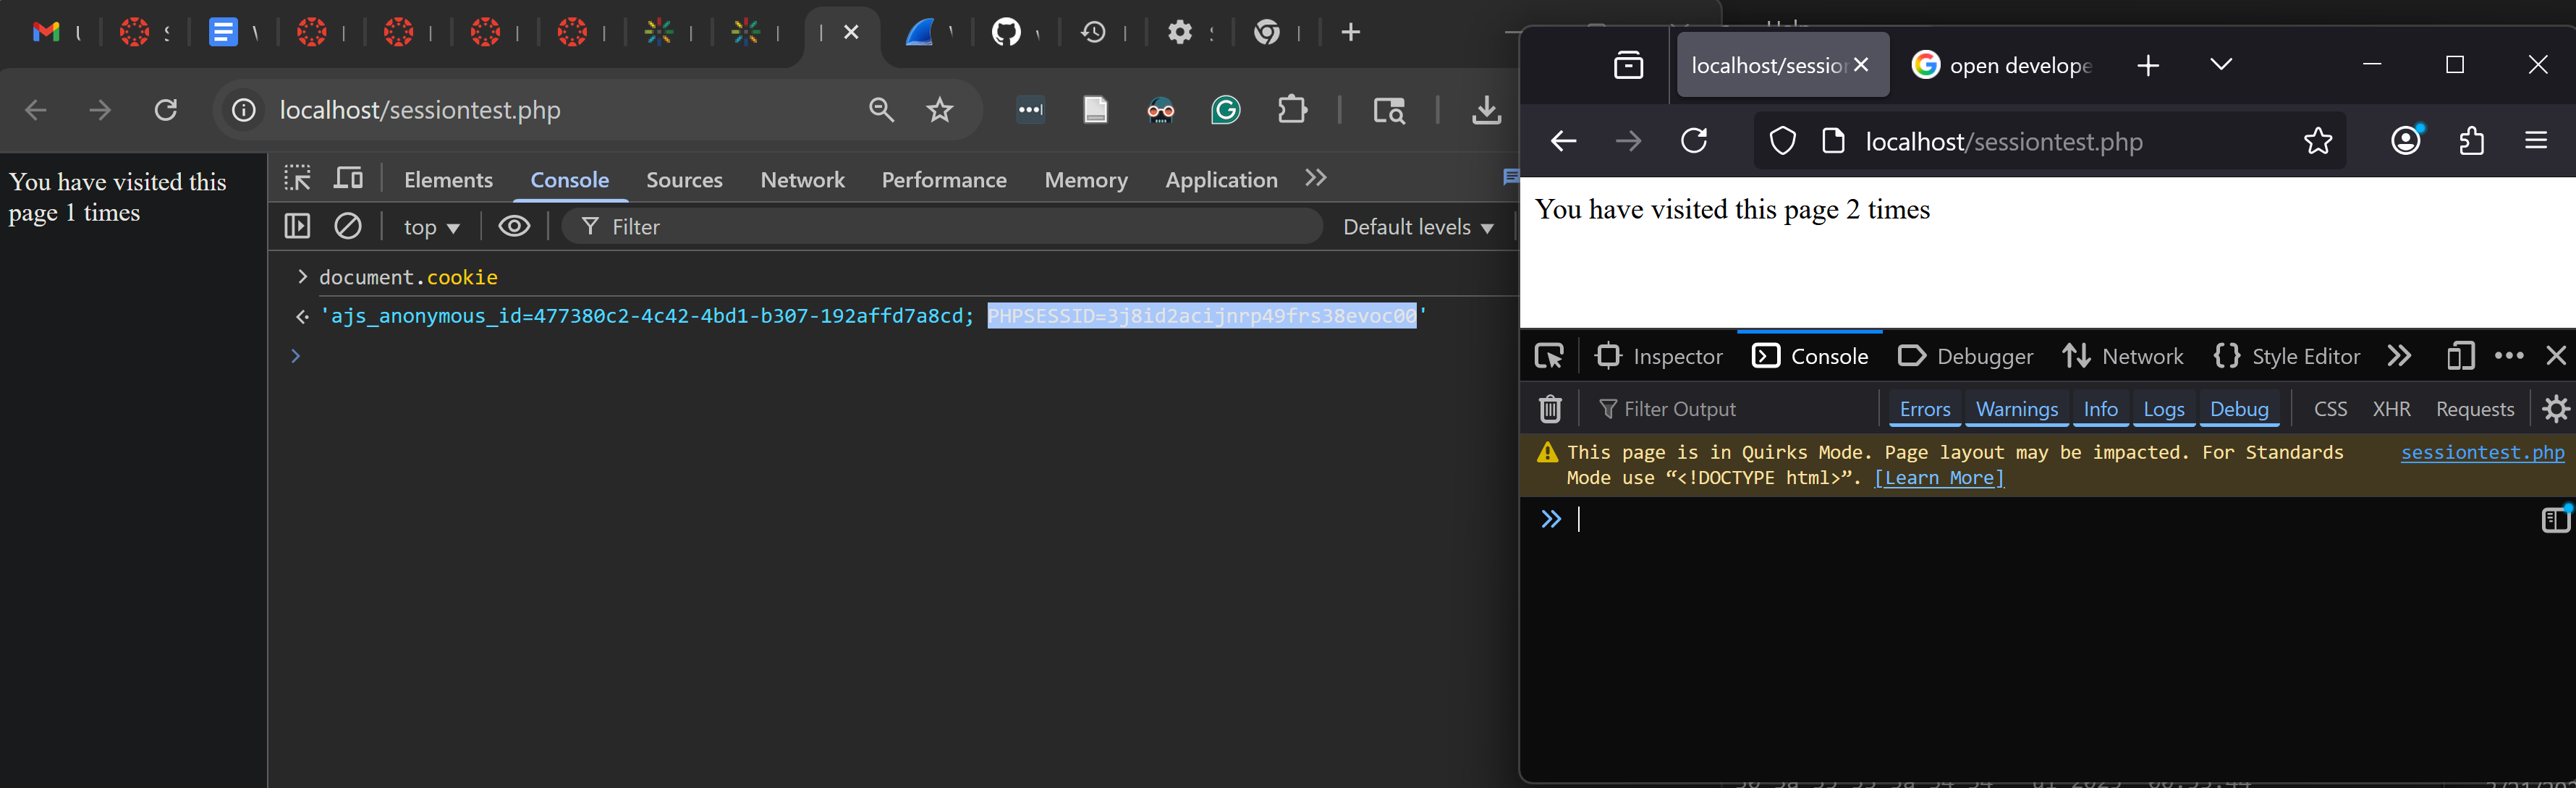 localhost/sessiontest.php
You have visited this
page 1 times
Elements Console Sources Network Performance Memory Application
top Filter Default levels
> document.cookie
'ajs_anonymous_id=477380c2-4c42-4bd1-b307-192affd7a8cd; PHPSESSID=3j8id2acijnrp49frs38evoc00'
Help
localhost/session open develope
localhost/sessiontest.php
You have visited this page 2 times
Inspector Console Debugger Network Style Editor
Filter Output Errors Warnings Info Logs Debug CSS XHR Requests
This page is in Quirks Mode. Page layout may be impacted. For Standards sessiontest.php
Mode use “<!DOCTYPE html>”. [Learn More]